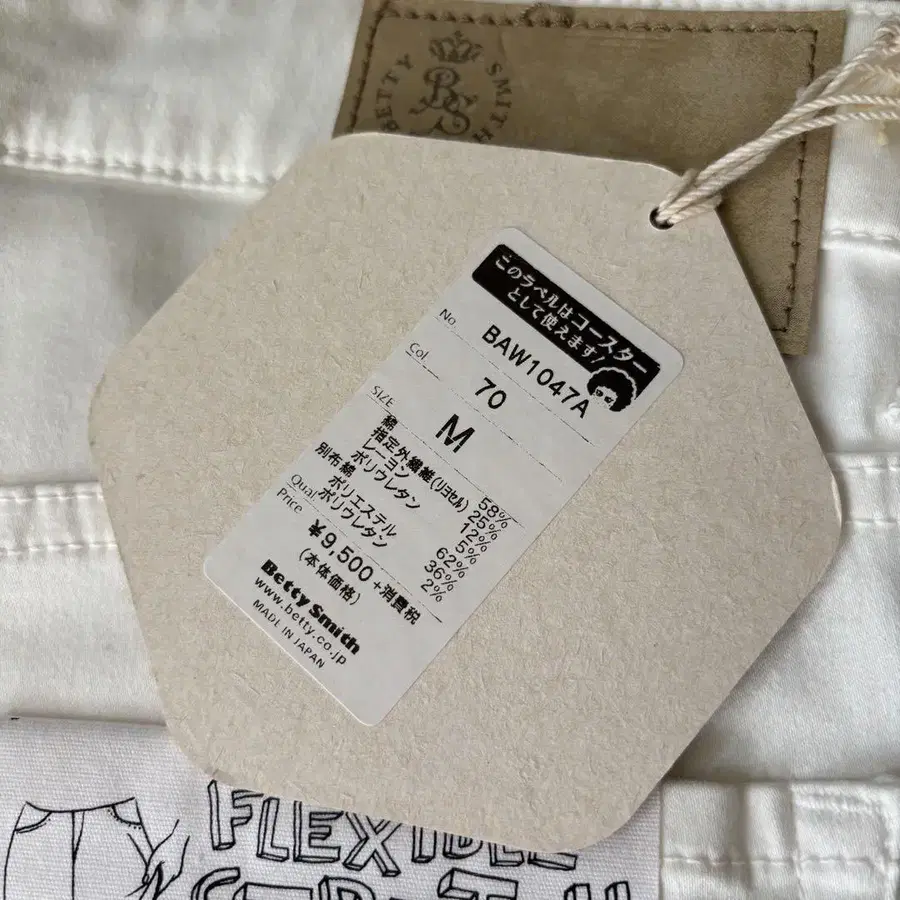 BETTY SMITH
BS
このラベルはコースター
として使えます!
No. BAW1047A
Col. 70
SIZE M
綿 58%
指定外繊維(リヨセル) 25%
レーヨン 12%
ポリウレタン 5%
別布綿 62%
ポリエステル 36%
Qual. ポリウレタン 2%
Price ¥9,500+消費税
(本体価格)
Betty Smith
www.betty.co.jp
MADE IN JAPAN
FLEXIBLE